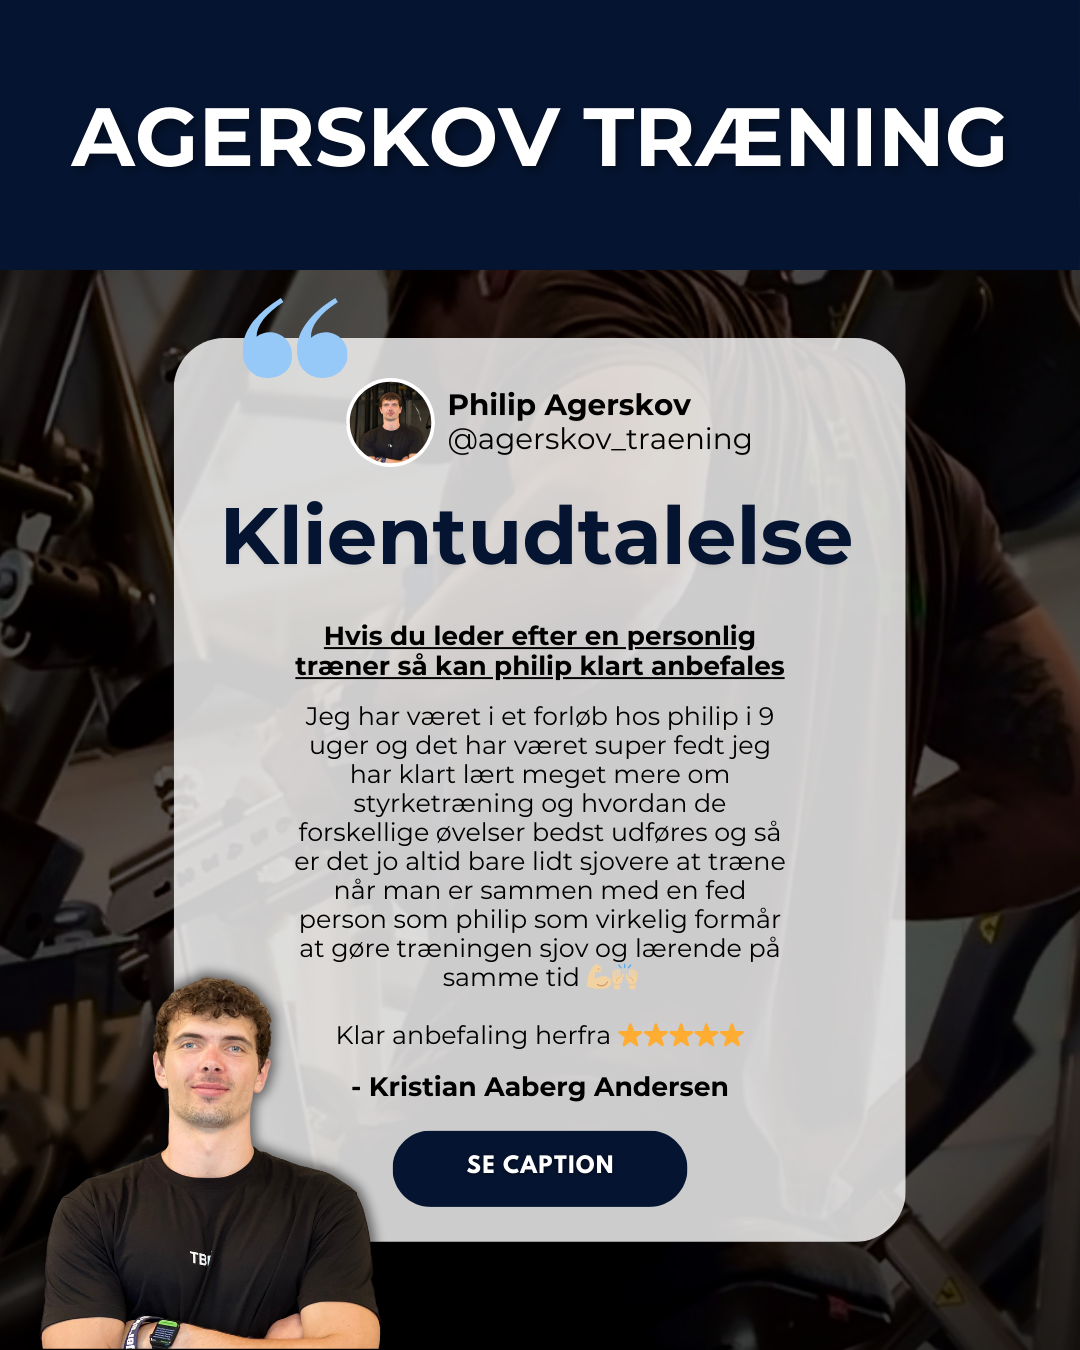 AGERSKOV TRÆNING
Philip Agerskov
@agerskov_traening
Klientudtalelse
Hvis du leder efter en personlig
træner så kan philip klart anbefales
Jeg har været i et forløb hos philip i 9
uger og det har været super fedt jeg
har klart lært meget mere om
styrketræning og hvordan de
forskellige øvelser bedst udføres og så
er det jo altid bare lidt sjovere at træne
når man er sammen med en fed
person som philip som virkelig formår
at gøre træningen sjov og lærende på
samme tid 💪🏼🙌🏼
Klar anbefaling herfra ⭐⭐⭐⭐⭐
- Kristian Aaberg Andersen
SE CAPTION